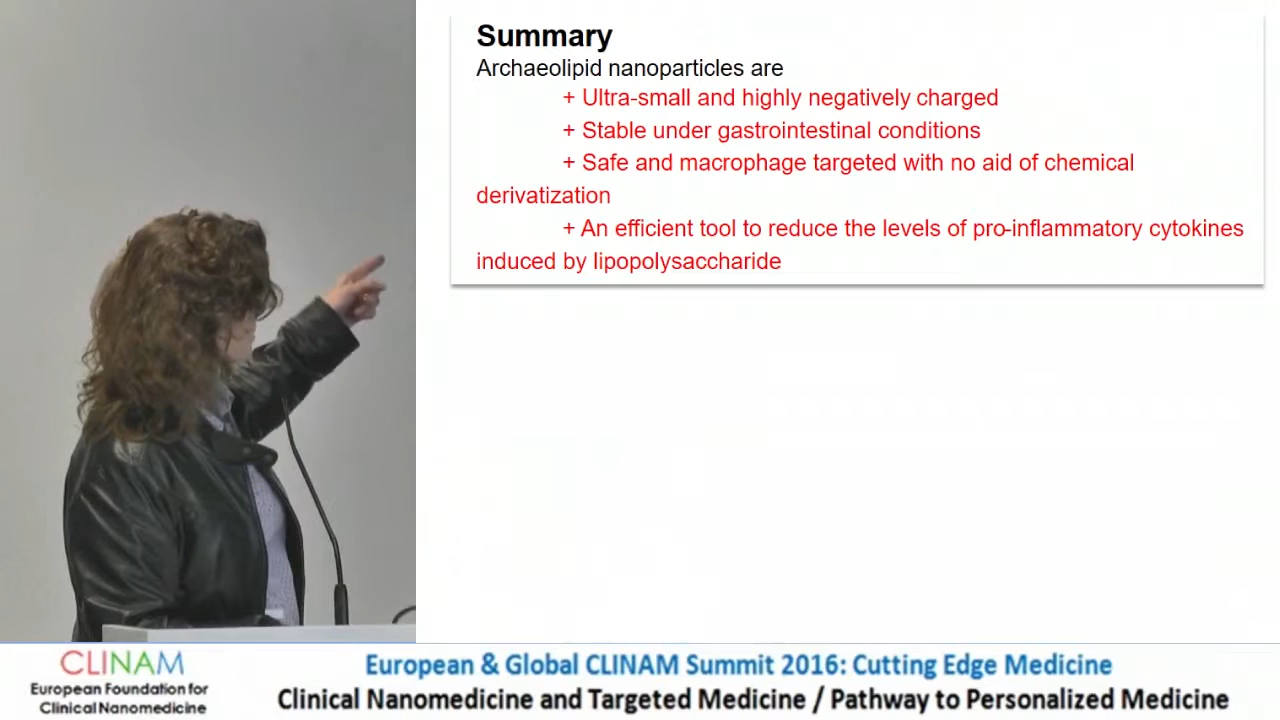 Summary
Archaeolipid nanoparticles are
+ Ultra-small and highly negatively charged
+ Stable under gastrointestinal conditions
+ Safe and macrophage targeted with no aid of chemical
derivatization
+ An efficient tool to reduce the levels of pro-inflammatory cytokines
induced by lipopolysaccharide
CLINAM
European Foundation for
Clinical Nanomedicine
European & Global CLINAM Summit 2016: Cutting Edge Medicine
Clinical Nanomedicine and Targeted Medicine / Pathway to Personalized Medicine